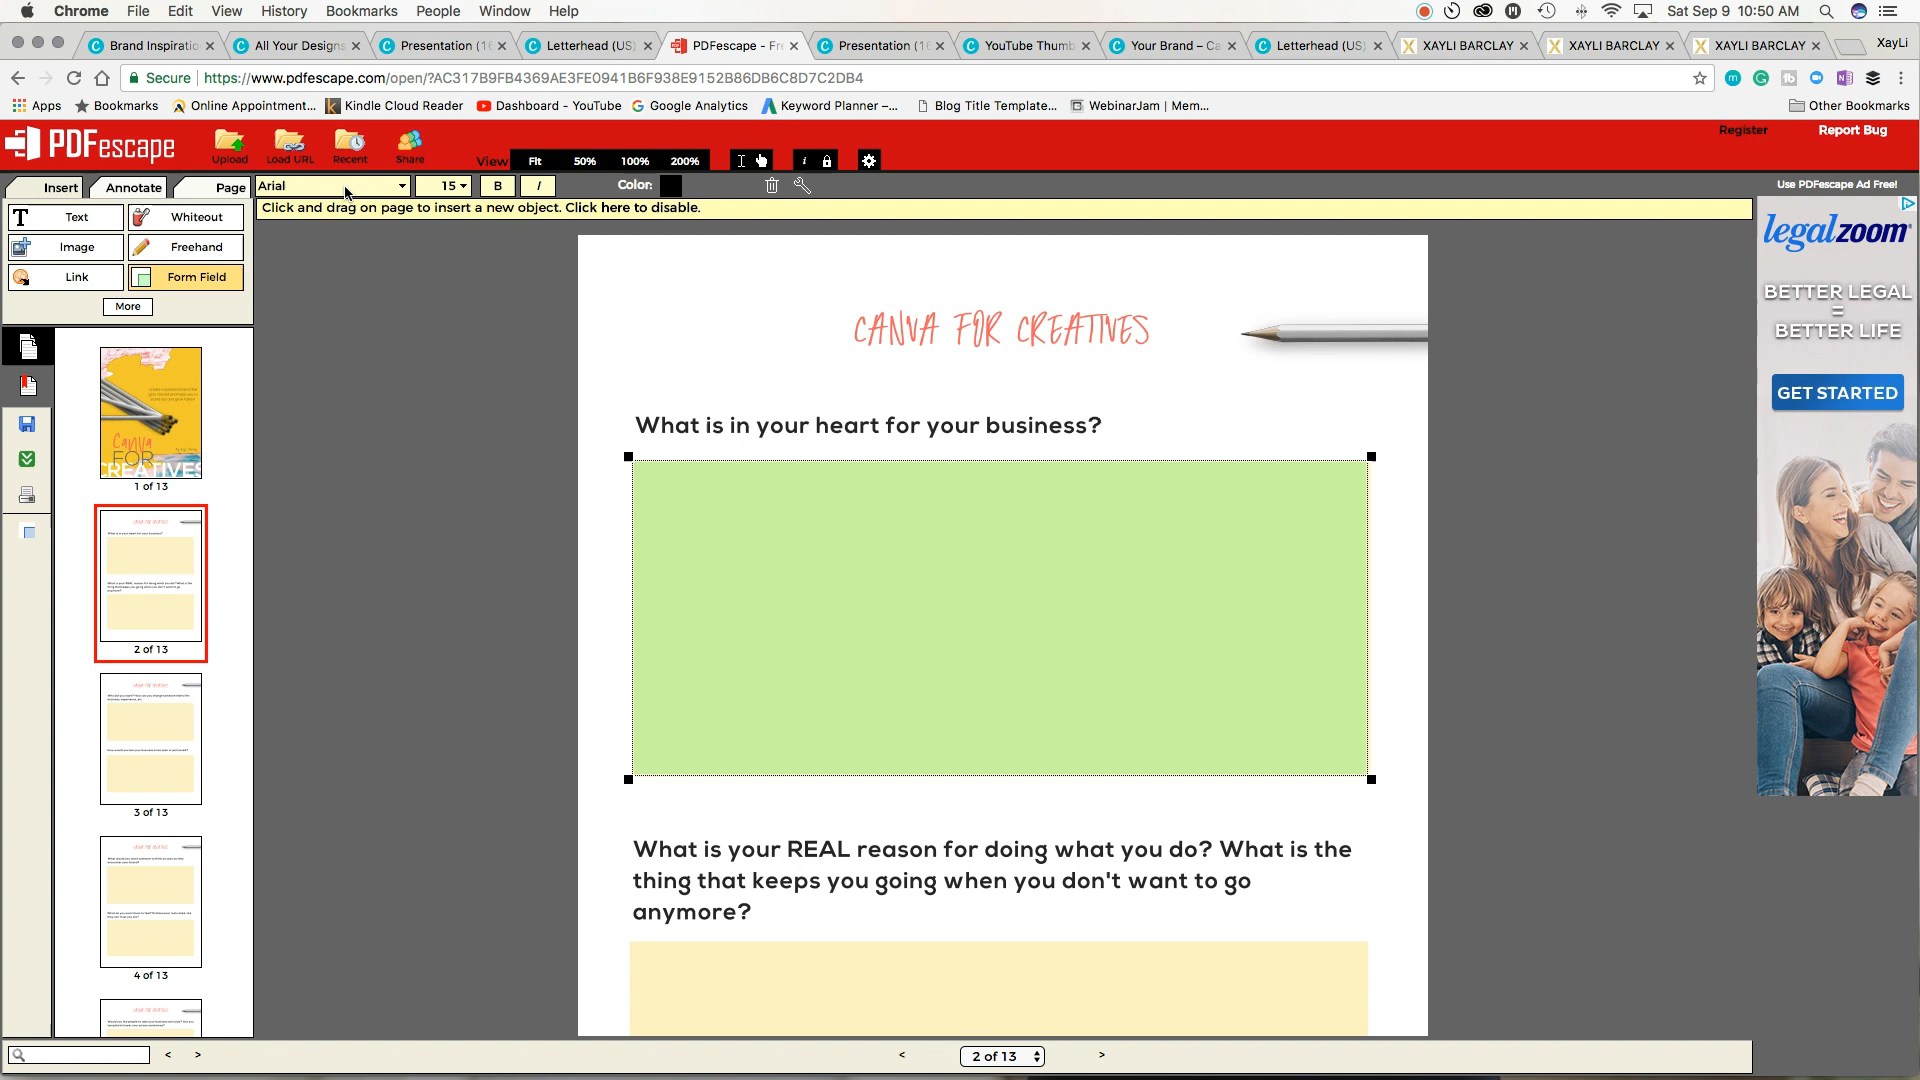 Chrome File Edit View History Bookmarks People Window Help
Sat Sep 9 10:50 AM
Brand Inspiratio
All Your Designs
Presentation (16
Letterhead (US)
PDFescape - Fre
Presentation (16
YouTube Thumb
Your Brand – Ca
Letterhead (US)
XAYLI BARCLAY
XAYLI BARCLAY
XAYLI BARCLAY
XayLi
Secure https://www.pdfescape.com/open/?AC317B9FB4369AE3FE0941B6F938E9152B86DB6C8D7C2DB4
Apps Bookmarks Online Appointment... Kindle Cloud Reader Dashboard - YouTube Google Analytics Keyword Planner –... Blog Title Template... WebinarJam | Mem... Other Bookmarks
PDFescape
Upload Load URL Recent Share
View Fit 50% 100% 200%
Register Report Bug
Insert Annotate Page
Arial 15 B I Color:
Use PDFescape Ad Free!
Click and drag on page to insert a new object. Click here to disable.
Text Whiteout
Image Freehand
Link Form Field
More
Canva
FOR
CREATIVES
1 of 13
2 of 13
3 of 13
4 of 13
CANVA FOR CREATIVES
What is in your heart for your business?
What is your REAL reason for doing what you do? What is the
thing that keeps you going when you don't want to go
anymore?
legalzoom
BETTER LEGAL
=
BETTER LIFE
GET STARTED
< >
< 2 of 13 >